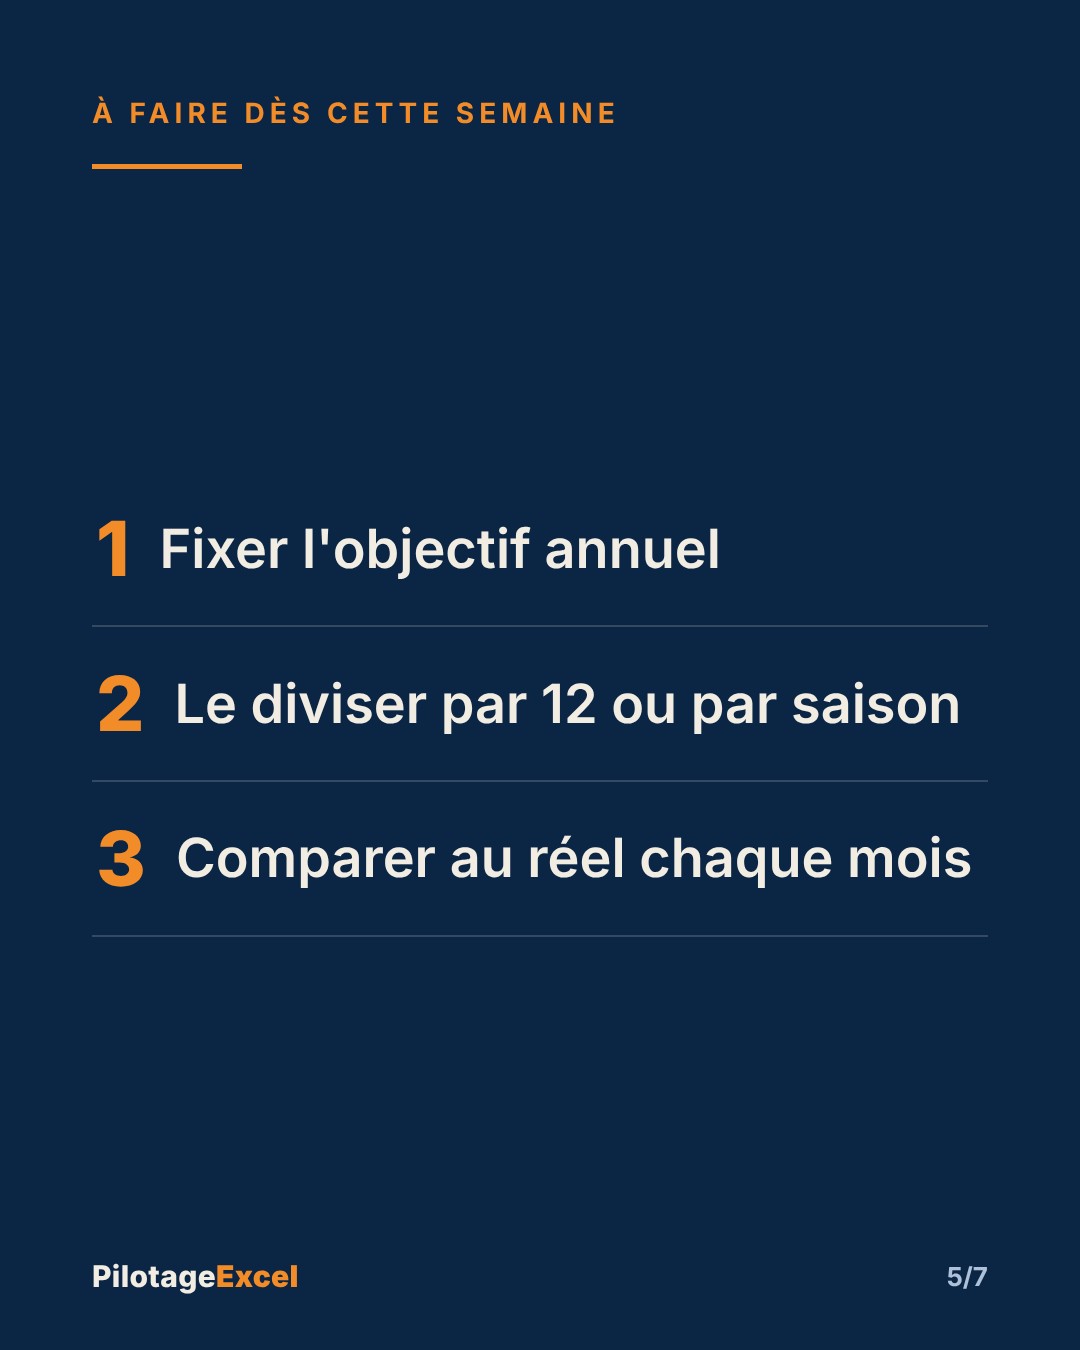 À FAIRE DÈS CETTE SEMAINE
1 Fixer l'objectif annuel
2 Le diviser par 12 ou par saison
3 Comparer au réel chaque mois
PilotageExcel
5/7